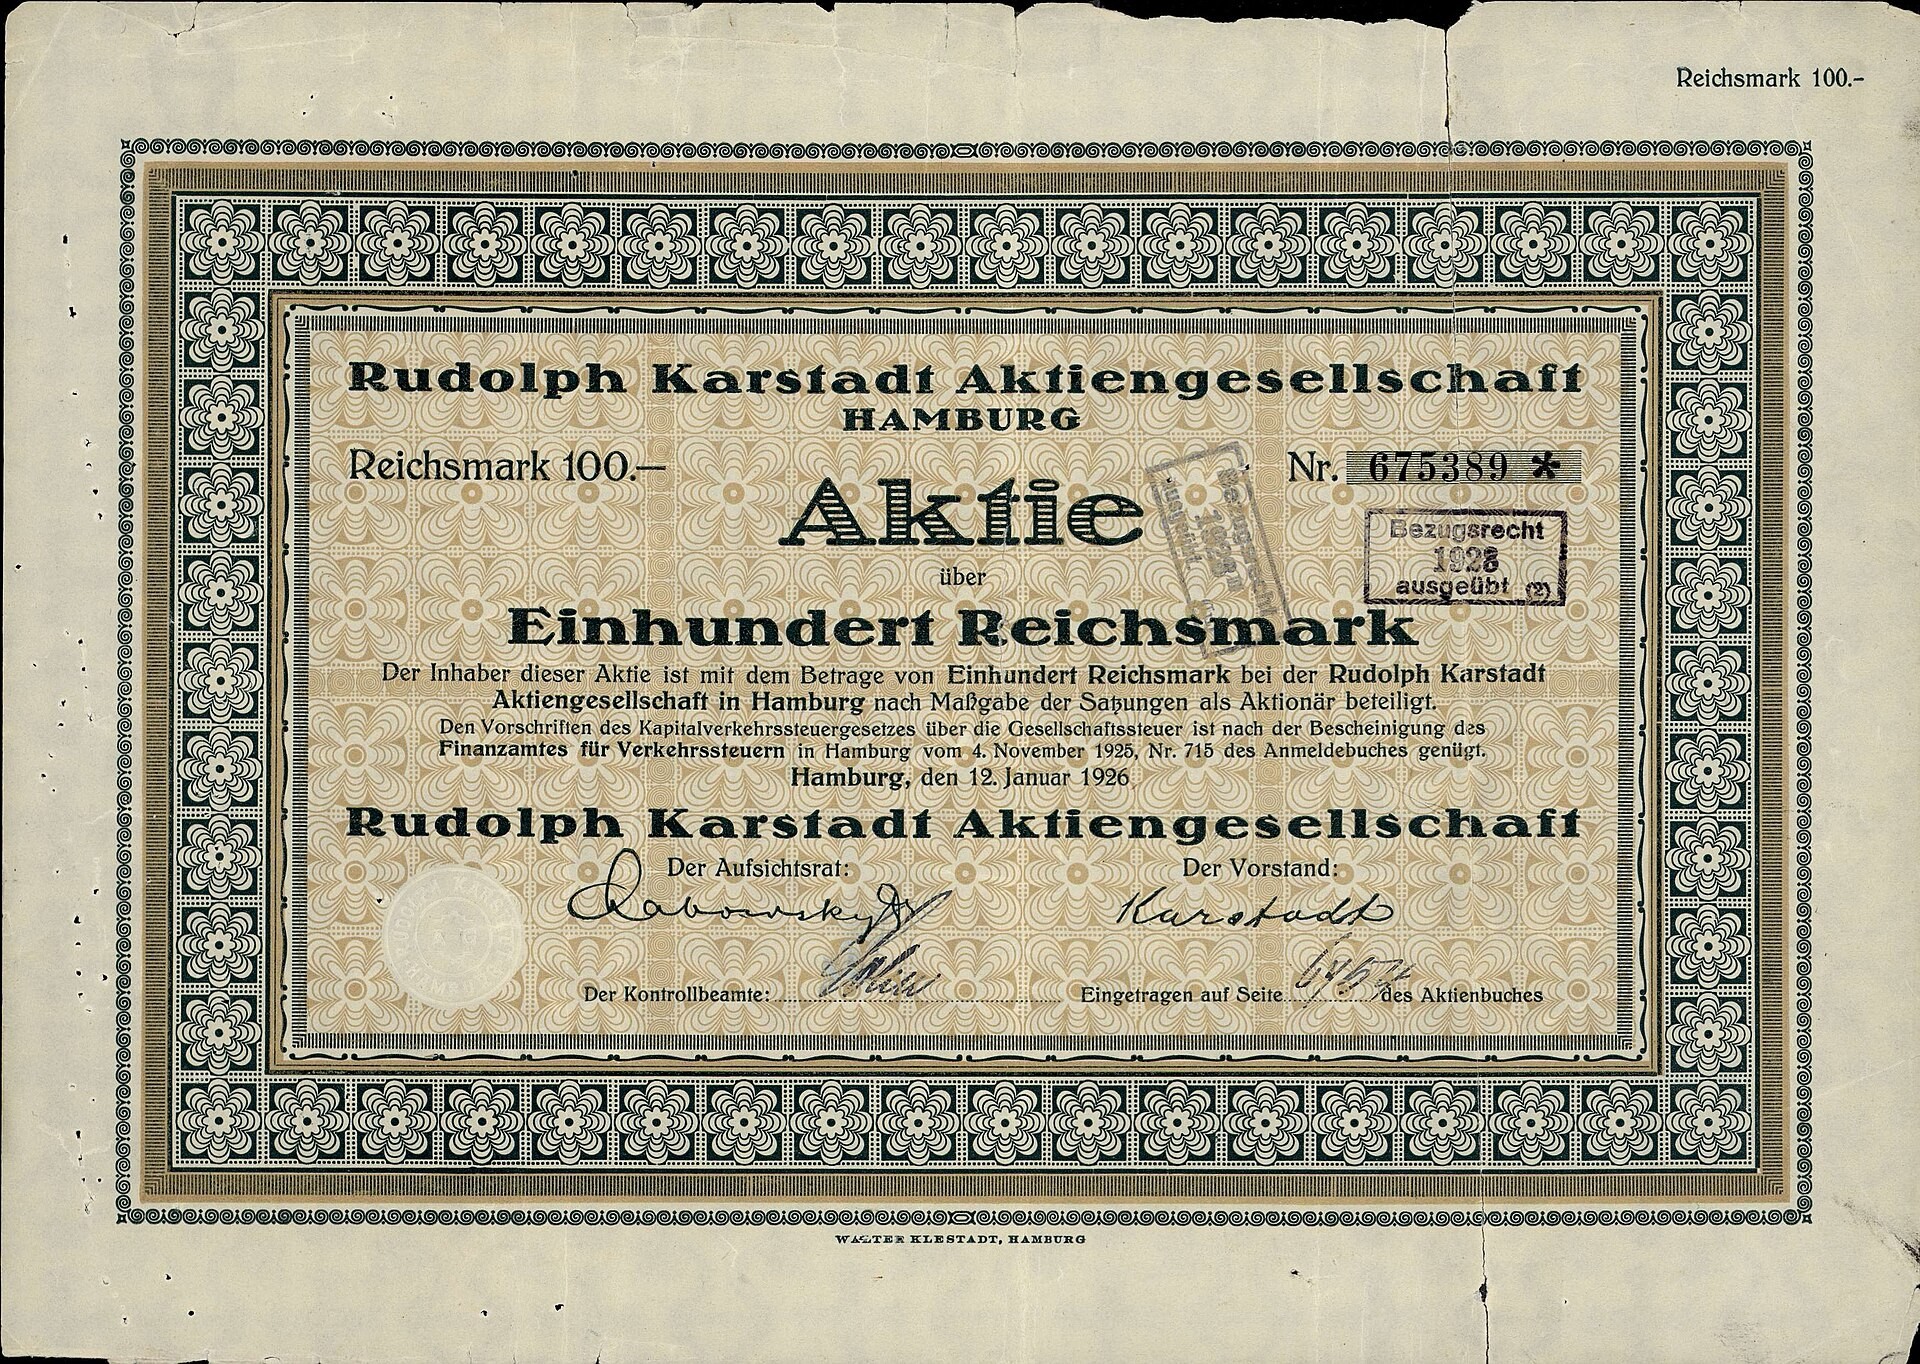 Reichsmark 100.-
Rudolph Karstadt Aktiengesellschaft
HAMBURG
Reichsmark 100.—
Nr. 675389 *
Aktie
Bezugsrecht
1928
ausgeübt (2)
Bezugsrecht
ausgeübt
über
Einhundert Reichsmark
Der Inhaber dieser Aktie ist mit dem Betrage von Einhundert Reichsmark bei der Rudolph Karstadt
Aktiengesellschaft in Hamburg nach Maßgabe der Satzungen als Aktionär beteiligt.
Den Vorschriften des Kapitalverkehrssteuergesetzes über die Gesellschaftssteuer ist nach der Bescheinigung des
Finanzamtes für Verkehrssteuern in Hamburg vom 4. November 1925, Nr. 715 des Anmeldebuches genügt.
Hamburg, den 12. Januar 1926
Rudolph Karstadt Aktiengesellschaft
Der Aufsichtsrat:
Der Vorstand:
Karstadt
Der Kontrollbeamte:
Eingetragen auf Seite des Aktienbuches
WALTER KLESTADT, HAMBURG